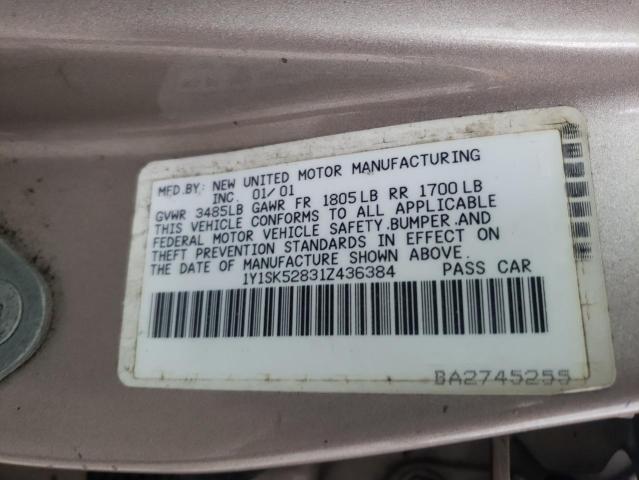 MFD.BY: NEW UNITED MOTOR MANUFACTURING
INC. 01/01
GVWR 3485LB GAWR FR 1805LB RR 1700LB
THIS VEHICLE CONFORMS TO ALL APPLICABLE
FEDERAL MOTOR VEHICLE SAFETY,BUMPER,AND
THEFT PREVENTION STANDARDS IN EFFECT ON
THE DATE OF MANUFACTURE SHOWN ABOVE.
1Y1SK52831Z436384 PASS CAR
BA2745255